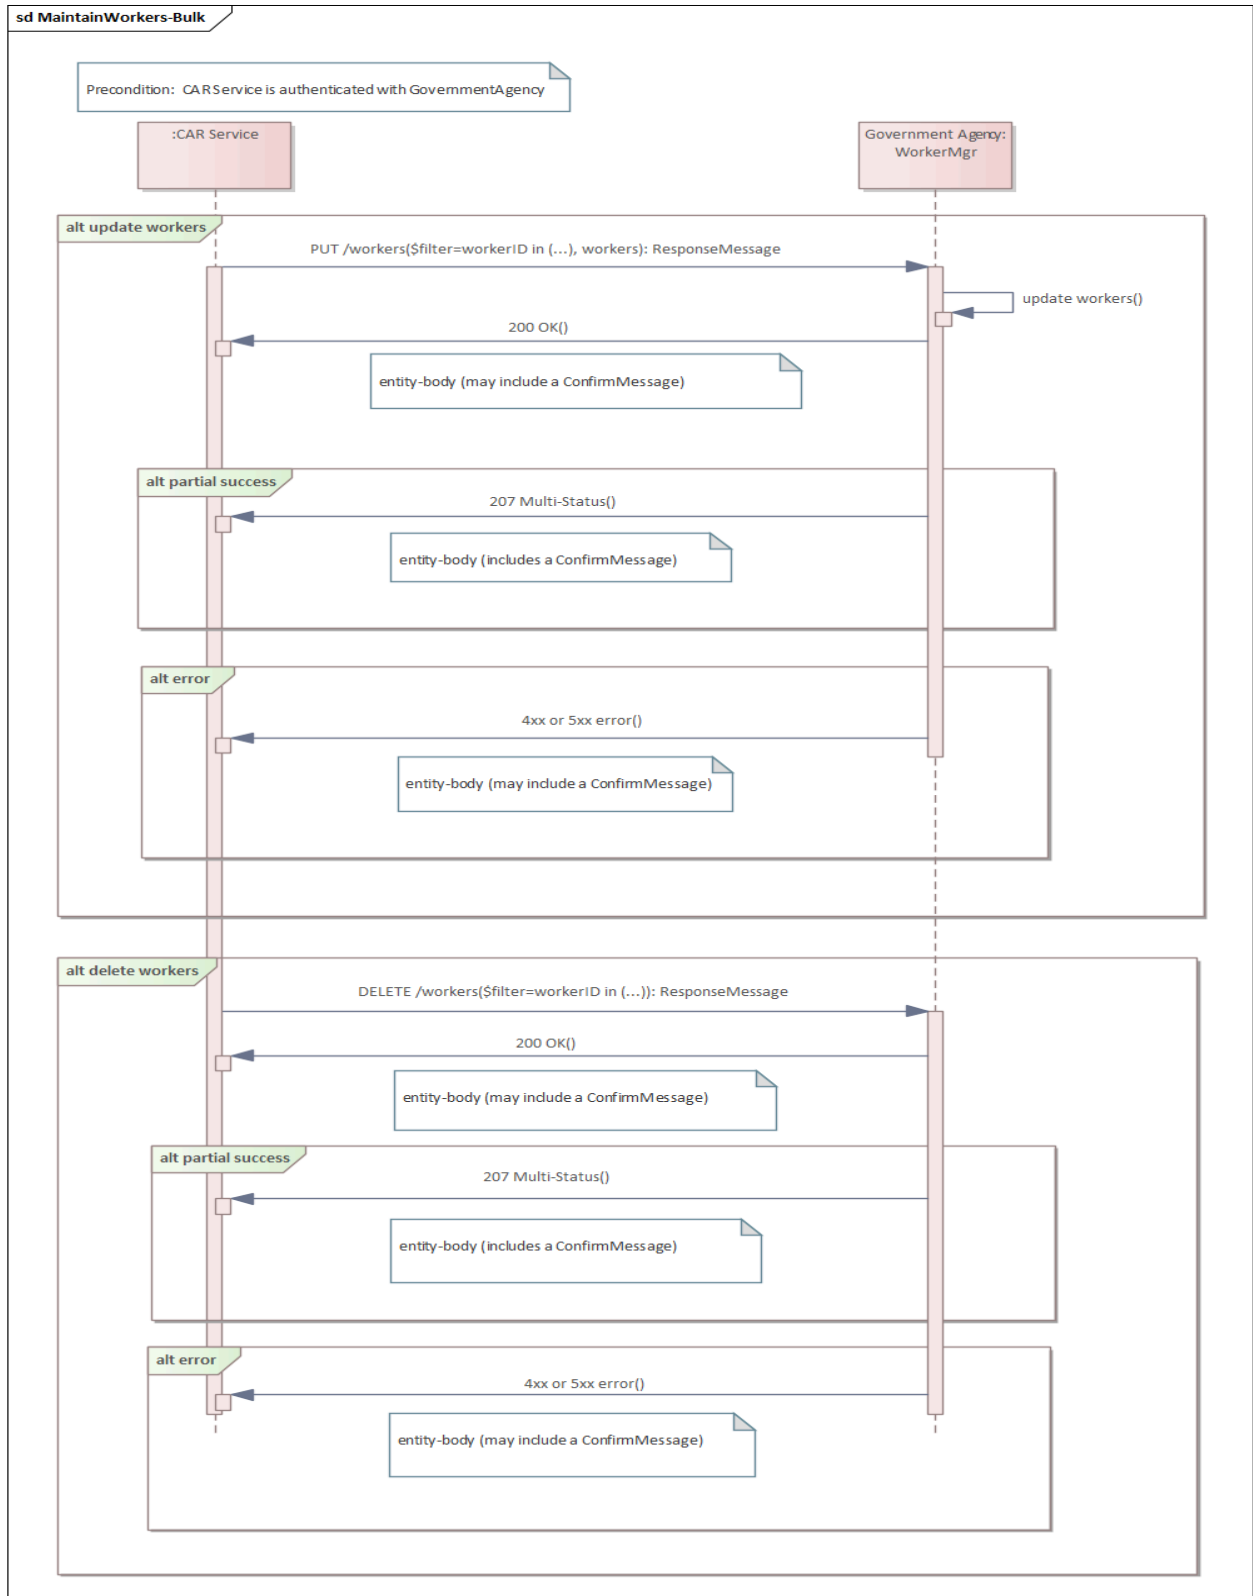 sd MaintainWorkers-Bulk
Precondition: CAR Service is authenticated with GovernmentAgency
:CAR Service
Government Agency:
WorkerMgr
alt update workers
PUT /workers($filter=workerID in (...), workers): ResponseMessage
update workers()
200 OK()
entity-body (may include a ConfirmMessage)
alt partial success
207 Multi-Status()
entity-body (includes a ConfirmMessage)
alt error
4xx or 5xx error()
entity-body (may include a ConfirmMessage)
alt delete workers
DELETE /workers($filter=workerID in (...)): ResponseMessage
200 OK()
entity-body (may include a ConfirmMessage)
alt partial success
207 Multi-Status()
entity-body (includes a ConfirmMessage)
alt error
4xx or 5xx error()
entity-body (may include a ConfirmMessage)